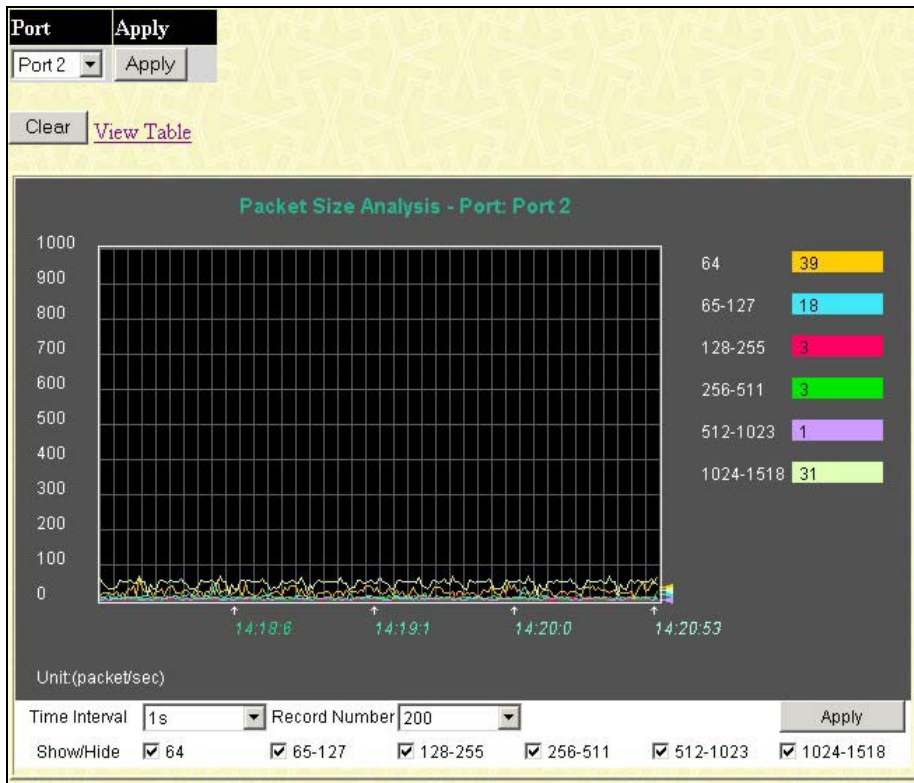 Port Apply
Port 2 Apply
Clear View Table
Packet Size Analysis - Port: Port 2
1000
900
800
700
600
500
400
300
200
100
0
64 39
65-127 18
128-255 3
256-511 3
512-1023 1
1024-1518 31
14:18:6 14:19:1 14:20:0 14:20:53
Unit:(packet/sec)
Time Interval 1s Record Number 200 Apply
Show/Hide 64 65-127 128-255 256-511 512-1023 1024-1518